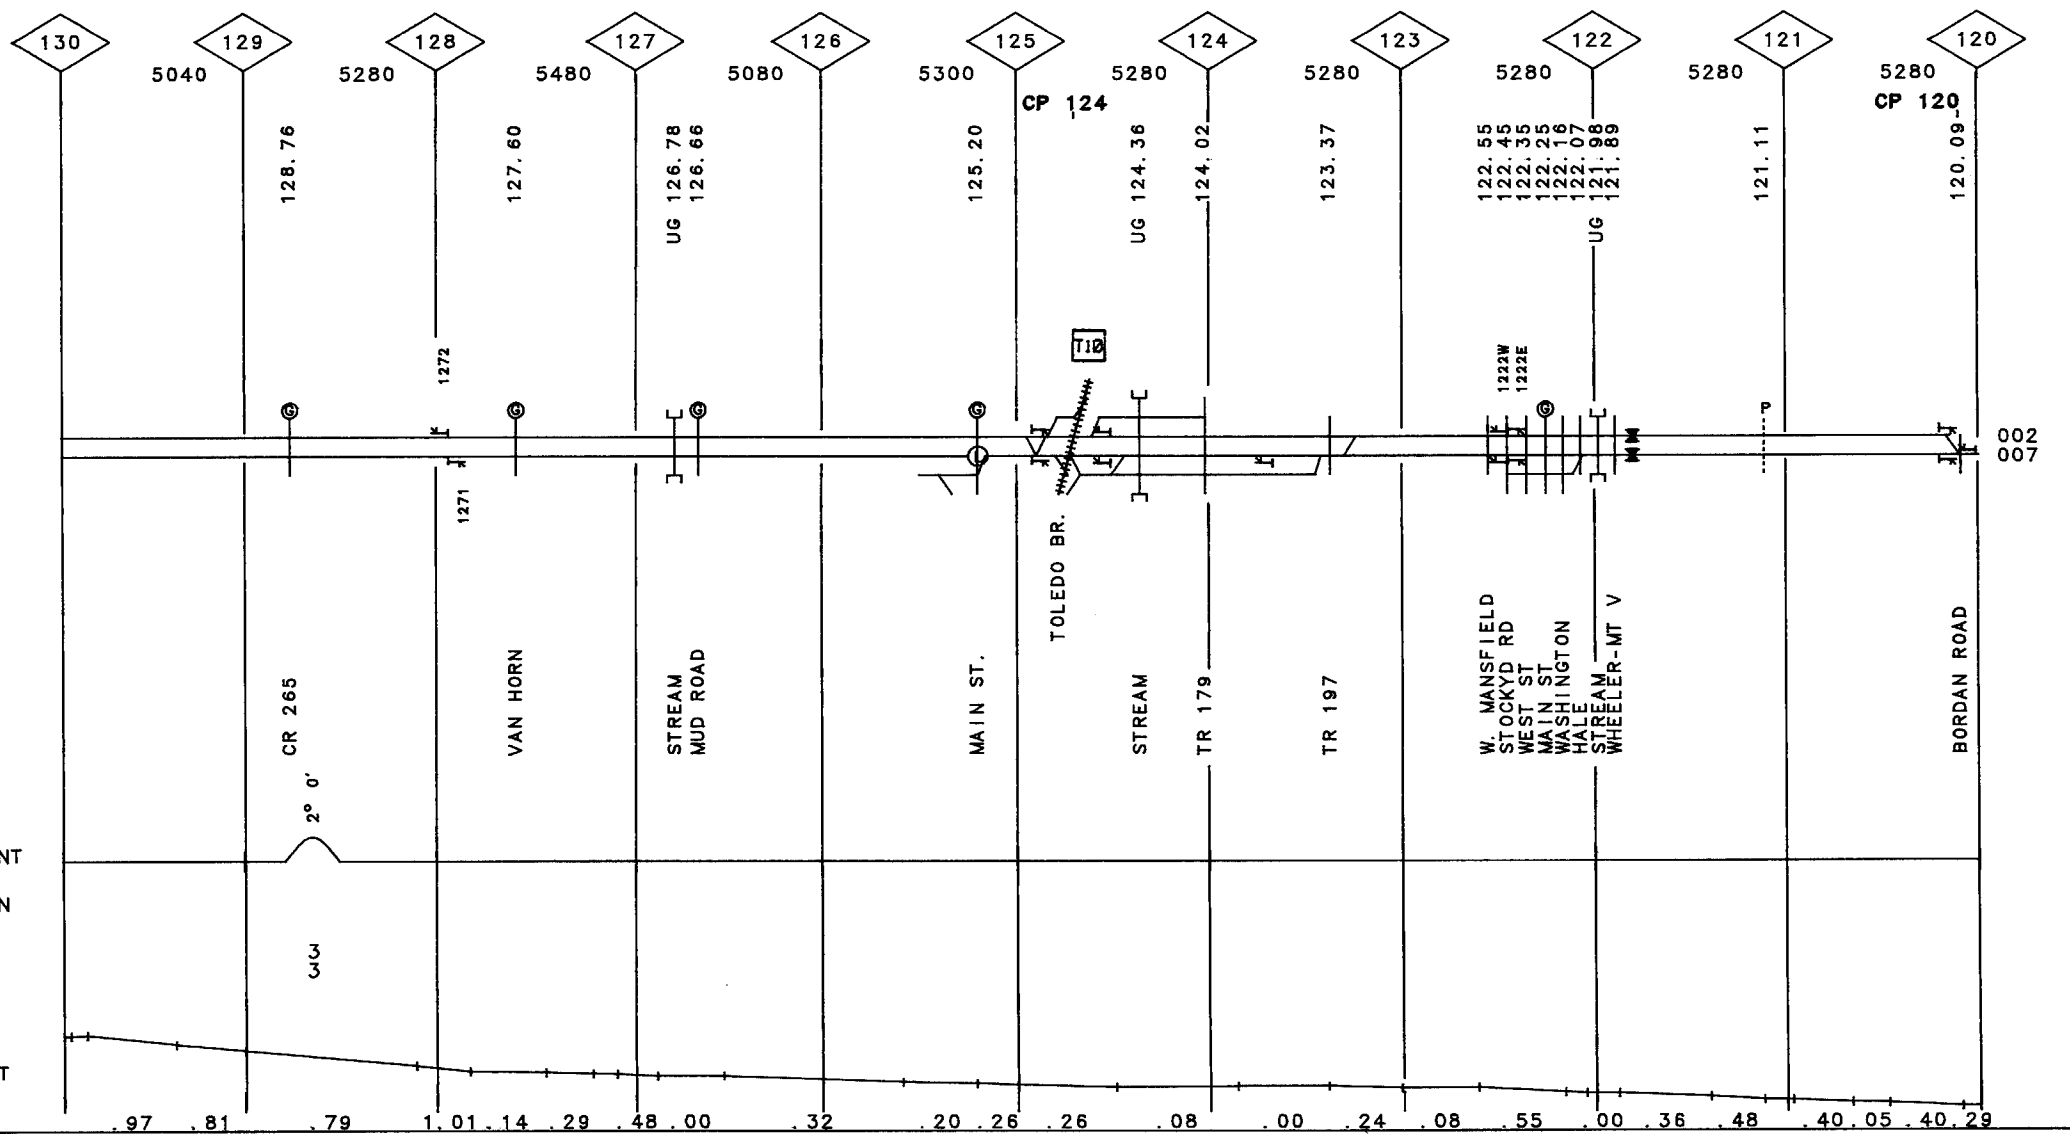 130 129 128 127 126 125 124 123 122 121 120
5040 5280 5480 5080 5300 5280 5280 5280 5280 5280
CP 124
CP 120
128.76
127.60
UG 126.78
126.66
125.20
UG 124.36
124.02
123.37
122.55
122.45
122.35
122.25
122.16
122.07
UG 121.98
121.89
121.11
120.09
T10
1272
1222W
1222E
G G G G G
P
002
007
1271
TOLEDO BR.
CR 265
VAN HORN
STREAM
MUD ROAD
MAIN ST.
STREAM
TR 179
TR 197
W. MANSFIELD
STOCKYD RD
WEST ST
MAIN ST
WASHINGTON
HALE
STREAM
WHEELER-MT V
BORDAN ROAD
2° 0'
NT
N
3
3
T
.97 .81 .79 1.01 .14 .29 .48 .00 .32 .20 .26 .26 .08 .00 .24 .08 .55 .00 .36 .48 .40 .05 .40 .29